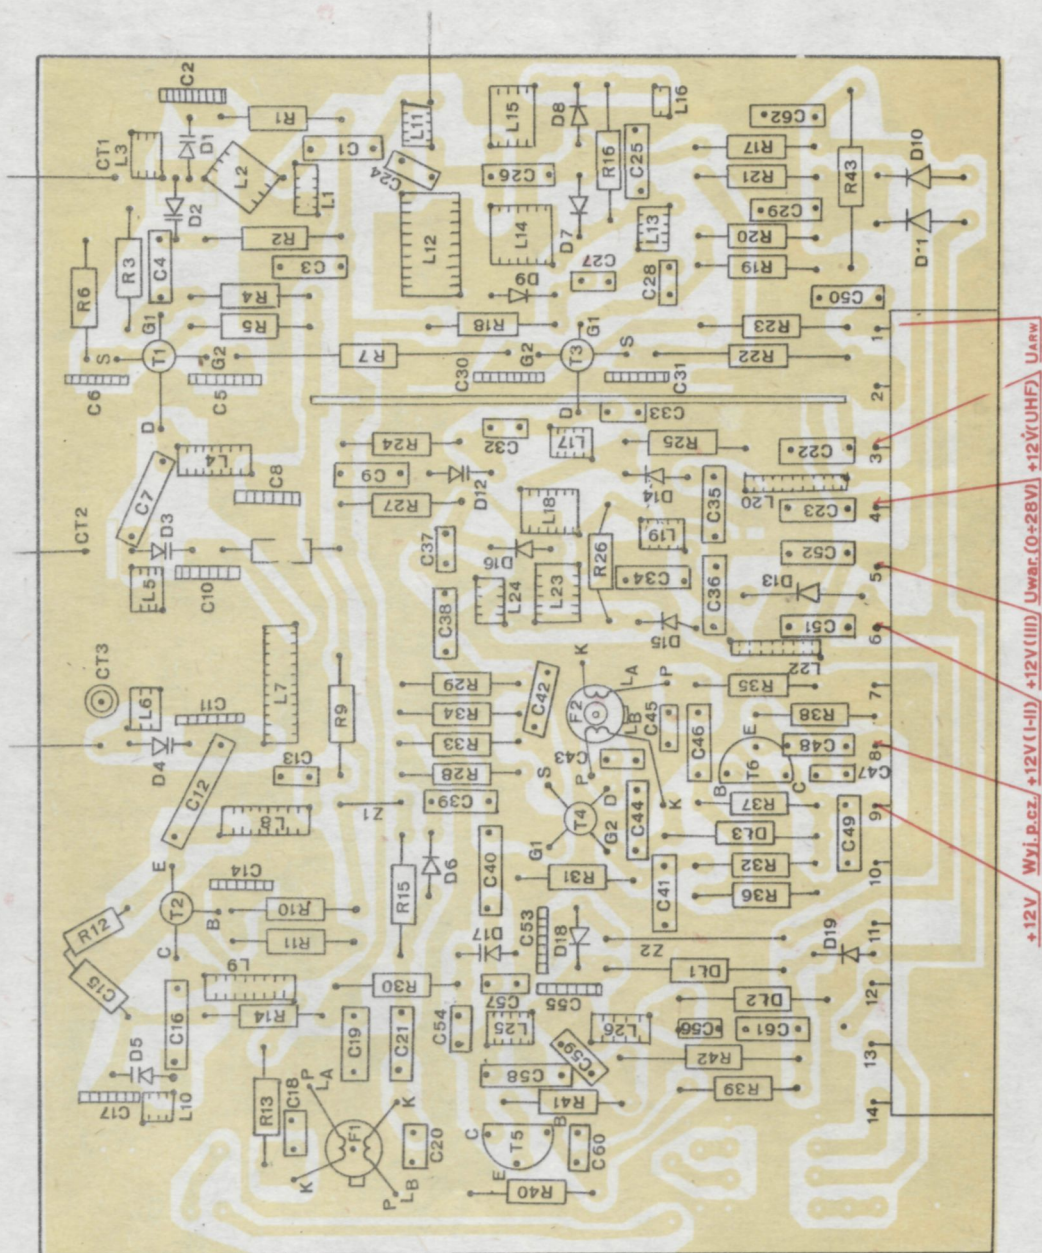 C2
R1
D1
CT1
L3
L2
C1
L1
D2
R2
C3
R3
C4
R6
R4
R5
G1
S
T1
G2
C6
C5
D
R7
L11
C24
L12
L15
D8
L16
R16
C25
C26
L14
D7
L13
C27
C28
D9
R18
G1
G2
T3
S
C30
C31
D
C62
R17
R21
C29
R20
R19
R43
D10
C50
R23
R22
1
2
3
4
5
6
7
8
9
10
11
12
13
14
C33
R24
C32
L17
R25
C22
C9
D12
R27
L18
D14
C35
L20
C23
L19
C7
L4
C8
CT2
D3
L5
C10
C37
D16
R26
C34
C36
C52
D13
L24
L23
C38
D15
C51
L22
CT3
L6
C11
L7
R9
D4
C12
C13
L8
R29
R34
R33
R28
C39
C42
K
F2
LA
P
LB
C45
C46
R35
R38
E
C48
T6
B
C
C47
C43
P
K
S
D
T4
G1
G2
C44
R37
DL3
C49
R32
R36
Z1
D6
R15
C40
R31
C41
E
C14
T2
B
C
R12
R10
R11
L9
C15
C16
R14
D17
C53
D18
Z2
DL1
DL2
D19
R30
C57
C55
C54
L25
L26
C56
C61
C19
C21
C59
C58
R42
R39
D5
C17
L10
R13
C18
P
LA
K
F1
K
P
LB
C20
R41
C
B
T5
E
C60
R40
UARW
+12V(UHF)
Uwar.(0÷28V)
+12V(III)
+12V(I-II)
Wyj.p.cz.
+12V